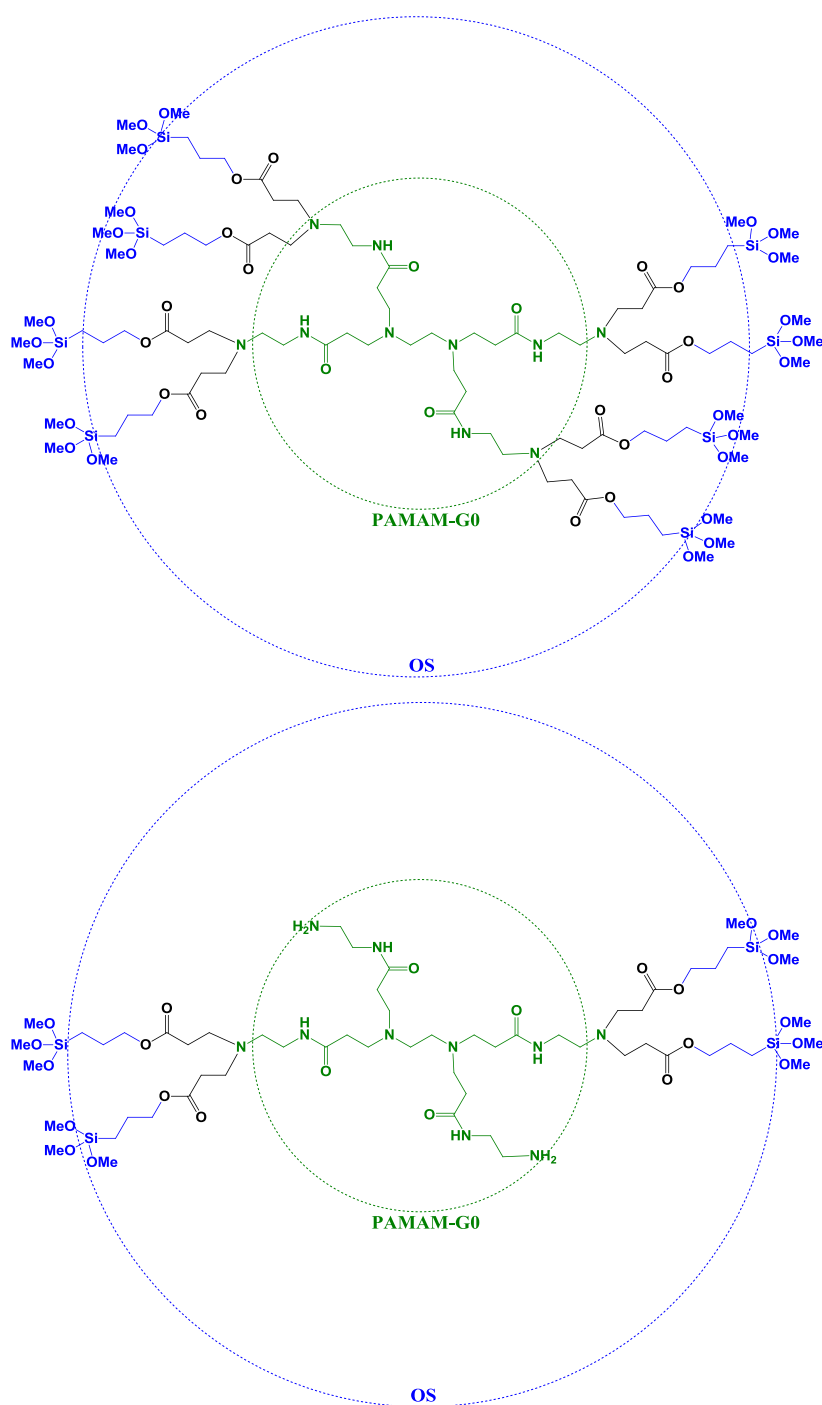 OMe
MeO Si
MeO O
O
MeO MeO
MeO Si O N Si OMe
MeO O NH O OMe
O O
MeO O NH N N O N O OMe
MeO Si O N O N H O Si OMe
MeO O O OMe
MeO O O O O OMe
MeO Si O HN N O Si OMe
OMe OMe
O O OMe
O Si OMe
OMe
PAMAM-G0
OS
H2N
NH MeO Si OMe
O O OMe
O
MeO O NH N N O N O OMe
MeO Si O N O N H O Si OMe
MeO O O OMe
MeO O O O
MeO Si HN
OMe NH2
PAMAM-G0
OS